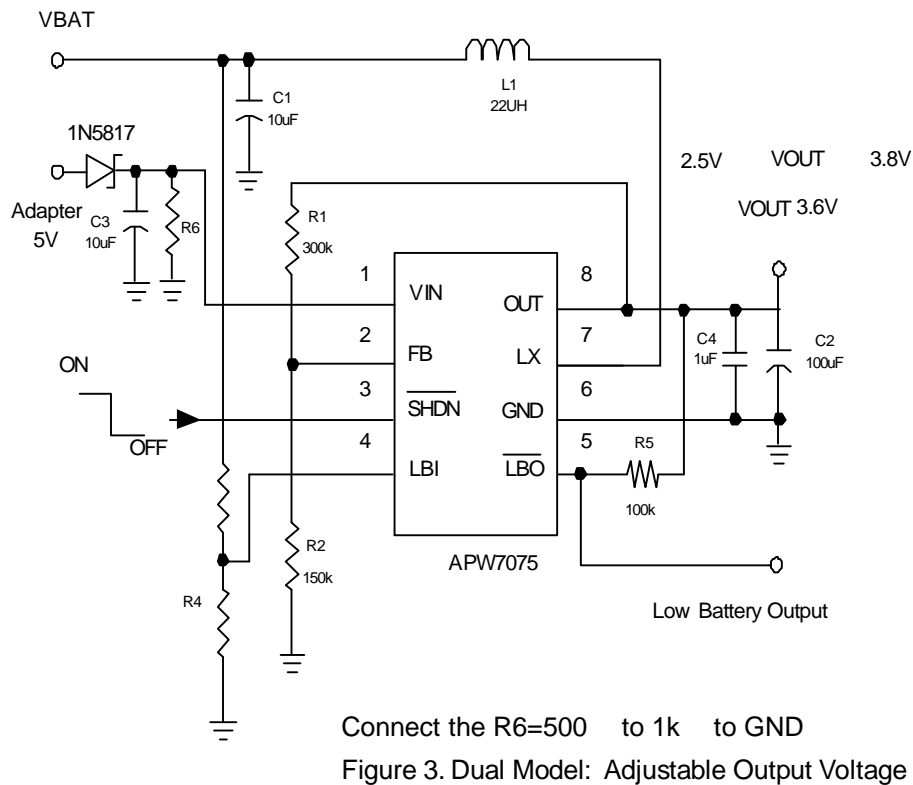 VBAT
L1
22UH
C1
10uF
1N5817
2.5V VOUT 3.8V
Adapter
5V
C3
10uF
R6
R1
300k
VOUT 3.6V
1
VIN
8
OUT
2
FB
7
LX
C4
1uF
C2
100uF
ON
OFF
3
SHDN
6
GND
4
LBI
5
LBO
R5
100k
R2
150k
APW7075
R4
Low Battery Output
Connect the R6=500 to 1k to GND
Figure 3. Dual Model: Adjustable Output Voltage